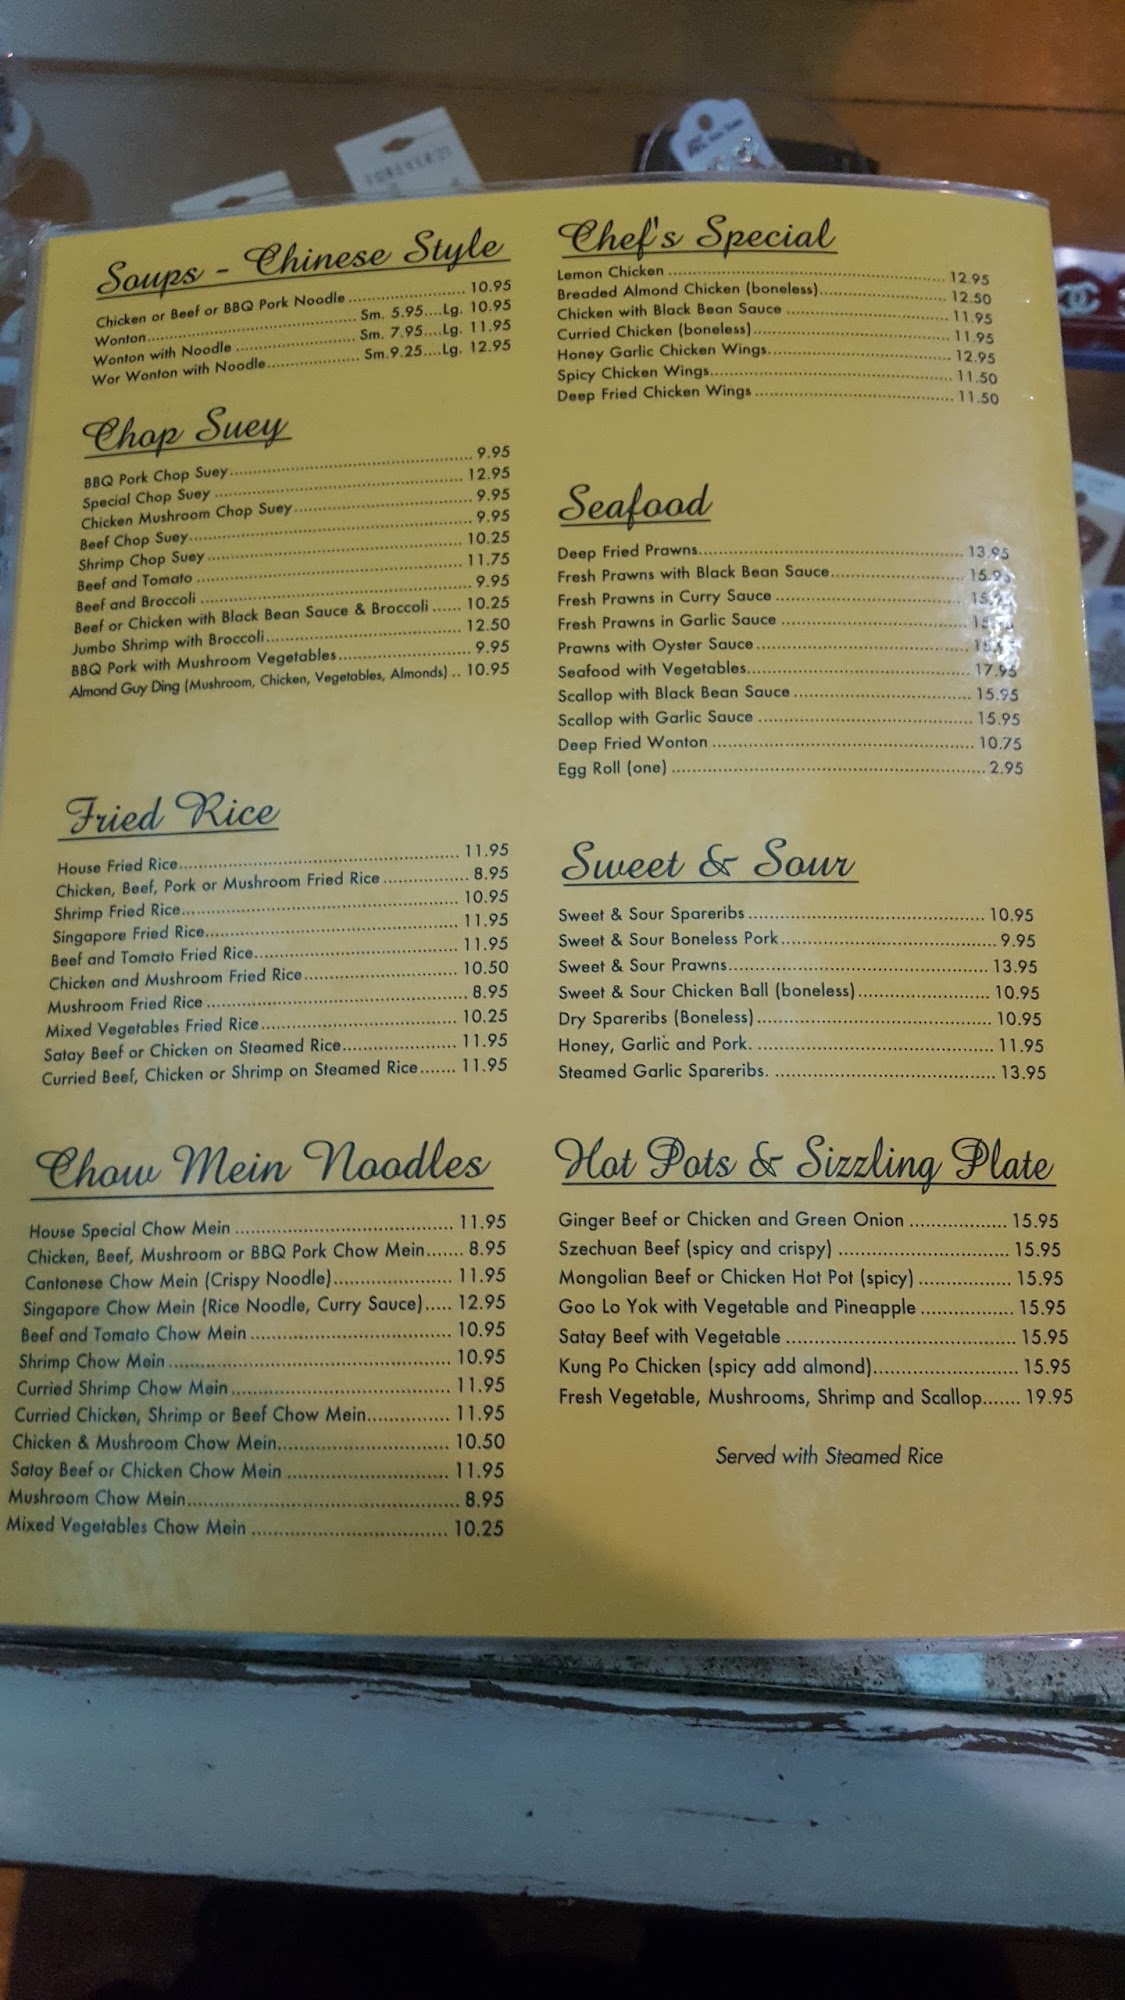 FOREVER 21
Soups - Chinese Style
Chicken or Beef or BBQ Pork Noodle ........................ 10.95
Wonton............................................ Sm. 5.95....Lg. 10.95
Wonton with Noodle ........................ Sm. 7.95....Lg. 11.95
Wor Wonton with Noodle.................. Sm.9.25....Lg. 12.95
Chop Suey
BBQ Pork Chop Suey.................................................. 9.95
Special Chop Suey .................................................. 12.95
Chicken Mushroom Chop Suey.................................... 9.95
Beef Chop Suey........................................................ 9.95
Shrimp Chop Suey.................................................... 10.25
Beef and Tomato ...................................................... 11.75
Beef and Broccoli ...................................................... 9.95
Beef or Chicken with Black Bean Sauce & Broccoli ...... 10.25
Jumbo Shrimp with Broccoli........................................ 12.50
BBQ Pork with Mushroom Vegetables........................... 9.95
Almond Guy Ding (Mushroom, Chicken, Vegetables, Almonds) .. 10.95
Fried Rice
House Fried Rice...................................................... 11.95
Chicken, Beef, Pork or Mushroom Fried Rice ................ 8.95
Shrimp Fried Rice...................................................... 10.95
Singapore Fried Rice.................................................. 11.95
Beef and Tomato Fried Rice........................................ 11.95
Chicken and Mushroom Fried Rice.............................. 10.50
Mushroom Fried Rice .................................................. 8.95
Mixed Vegetables Fried Rice...................................... 10.25
Satay Beef or Chicken on Steamed Rice...................... 11.95
Curried Beef, Chicken or Shrimp on Steamed Rice....... 11.95
Chow Mein Noodles
House Special Chow Mein ........................................ 11.95
Chicken, Beef, Mushroom or BBQ Pork Chow Mein....... 8.95
Cantonese Chow Mein (Crispy Noodle)...................... 11.95
Singapore Chow Mein (Rice Noodle, Curry Sauce)..... 12.95
Beef and Tomato Chow Mein .................................... 10.95
Shrimp Chow Mein .................................................. 10.95
Curried Shrimp Chow Mein........................................ 11.95
Curried Chicken, Shrimp or Beef Chow Mein............... 11.95
Chicken & Mushroom Chow Mein.............................. 10.50
Satay Beef or Chicken Chow Mein ............................ 11.95
Mushroom Chow Mein................................................ 8.95
Mixed Vegetables Chow Mein .................................. 10.25
Chef's Special
Lemon Chicken ........................................................ 12.95
Breaded Almond Chicken (boneless)........................ 12.50
Chicken with Black Bean Sauce .............................. 11.95
Curried Chicken (boneless)...................................... 11.95
Honey Garlic Chicken Wings.................................. 12.95
Spicy Chicken Wings.............................................. 11.50
Deep Fried Chicken Wings ...................................... 11.50
Seafood
Deep Fried Prawns.................................................. 13.95
Fresh Prawns with Black Bean Sauce........................ 15.95
Fresh Prawns in Curry Sauce ..................................
Fresh Prawns in Garlic Sauce ..................................
Prawns with Oyster Sauce......................................
Seafood with Vegetables.......................................... 17.95
Scallop with Black Bean Sauce ................................ 15.95
Scallop with Garlic Sauce ........................................ 15.95
Deep Fried Wonton ................................................ 10.75
Egg Roll (one) .......................................................... 2.95
Sweet & Sour
Sweet & Sour Spareribs ............................................ 10.95
Sweet & Sour Boneless Pork........................................ 9.95
Sweet & Sour Prawns................................................ 13.95
Sweet & Sour Chicken Ball (boneless)........................ 10.95
Dry Spareribs (Boneless) .......................................... 10.95
Honey, Garlic and Pork. .......................................... 11.95
Steamed Garlic Spareribs. ........................................ 13.95
Hot Pots & Sizzling Plate
Ginger Beef or Chicken and Green Onion .................. 15.95
Szechuan Beef (spicy and crispy) .............................. 15.95
Mongolian Beef or Chicken Hot Pot (spicy) ................ 15.95
Goo Lo Yok with Vegetable and Pineapple ................ 15.95
Satay Beef with Vegetable ........................................ 15.95
Kung Po Chicken (spicy add almond)......................... 15.95
Fresh Vegetable, Mushrooms, Shrimp and Scallop....... 19.95
Served with Steamed Rice